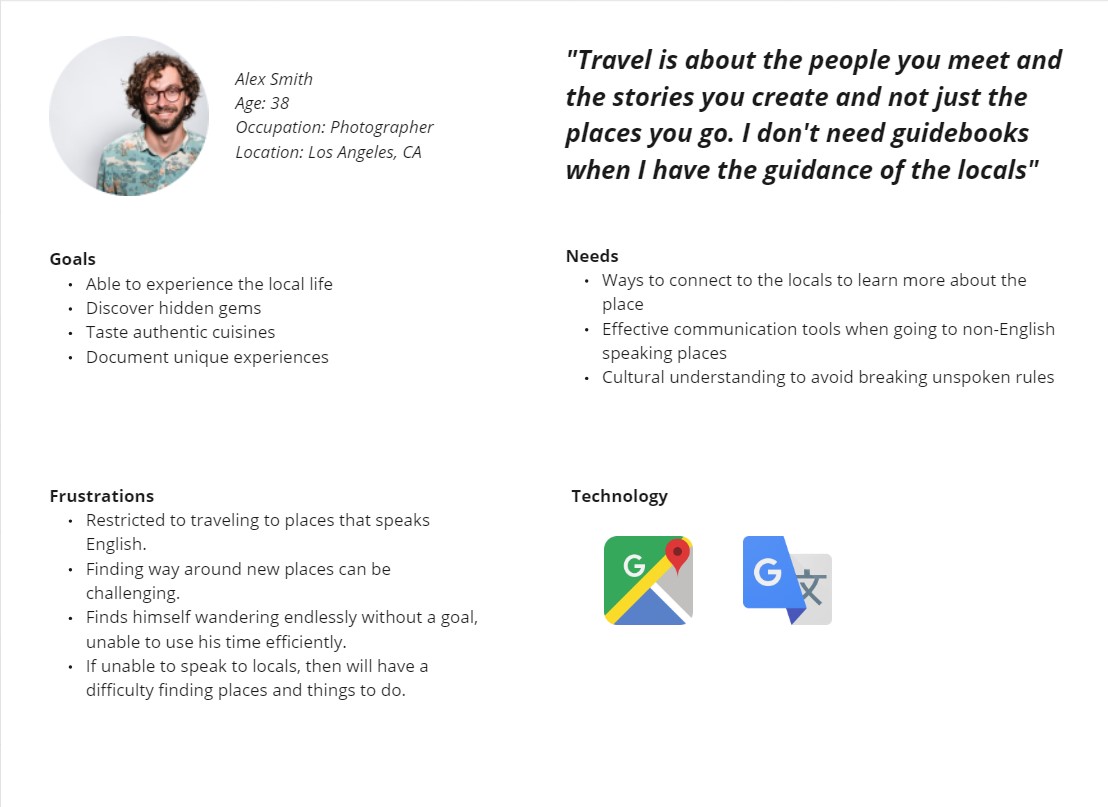 Alex Smith
Age: 38
Occupation: Photographer
Location: Los Angeles, CA
"Travel is about the people you meet and
the stories you create and not just the
places you go. I don't need guidebooks
when I have the guidance of the locals"
Goals
• Able to experience the local life
• Discover hidden gems
• Taste authentic cuisines
• Document unique experiences
Needs
• Ways to connect to the locals to learn more about the
place
• Effective communication tools when going to non-English
speaking places
• Cultural understanding to avoid breaking unspoken rules
Frustrations
• Restricted to traveling to places that speaks
English.
• Finding way around new places can be
challenging.
• Finds himself wandering endlessly without a goal,
unable to use his time efficiently.
• If unable to speak to locals, then will have a
difficulty finding places and things to do.
Technology
G
G 文